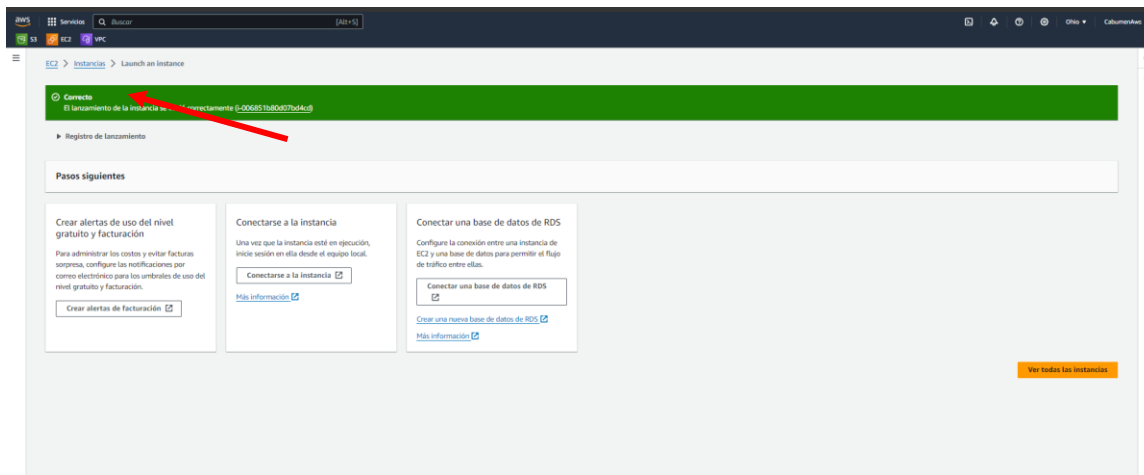 aws
Servicios
Buscar
[Alt+S]
Ohio
CabumenAws
S3
EC2
VPC
EC2 > Instancias > Launch an instance
Correcto
El lanzamiento de la instancia se correctamente (i-006851b80d07bd4cd)
Registro de lanzamiento
Pasos siguientes
Crear alertas de uso del nivel
gratuito y facturación
Para administrar los costos y evitar facturas
sorpresa, configure las notificaciones por
correo electrónico para los umbrales de uso del
nivel gratuito y facturación.
Crear alertas de facturación
Conectarse a la instancia
Una vez que la instancia esté en ejecución,
inicie sesión en ella desde el equipo local.
Conectarse a la instancia
Más información
Conectar una base de datos de RDS
Configure la conexión entre una instancia de
EC2 y una base de datos para permitir el flujo
de tráfico entre ellas.
Conectar una base de datos de RDS
Crear una nueva base de datos de RDS
Más información
Ver todas las instancias